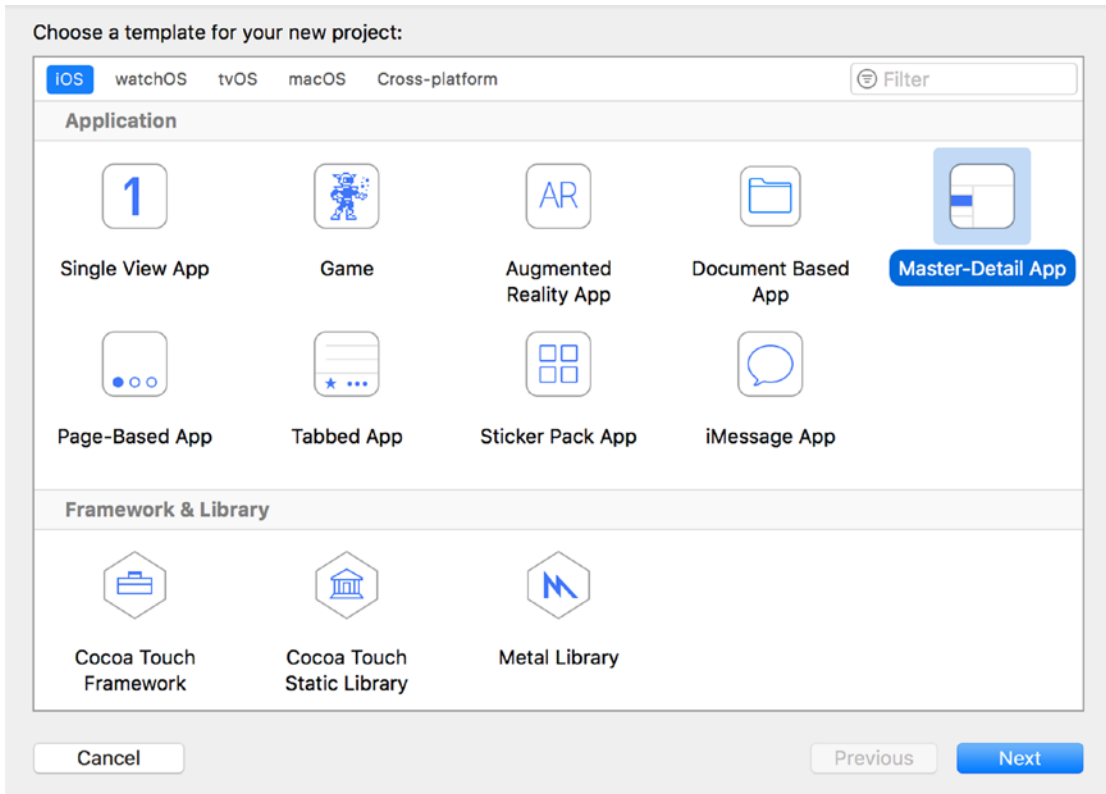 Choose a template for your new project:
iOS watchOS tvOS macOS Cross-platform Filter
Application
1 AR
Single View App Game Augmented Reality App Document Based App Master-Detail App
Page-Based App Tabbed App Sticker Pack App iMessage App
Framework & Library
Cocoa Touch Framework Cocoa Touch Static Library Metal Library
Cancel Previous Next